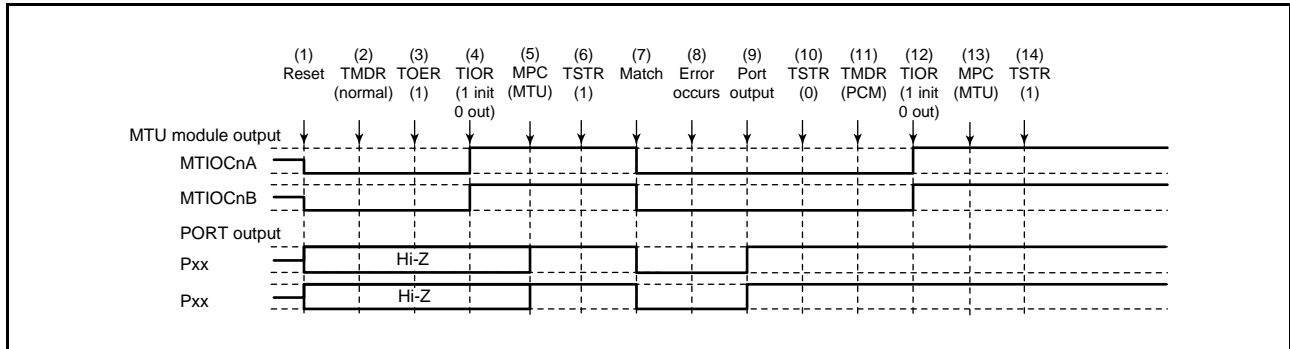 (1) (2) (3) (4) (5) (6) (7) (8) (9) (10) (11) (12) (13) (14)
Reset TMDR TOER TIOR MPC TSTR Match Error Port TSTR TMDR TIOR MPC TSTR
(normal) (1) (1 init (MTU) (1) occurs output (0) (PCM) (1 init (MTU) (1)
0 out) 0 out)
MTU module output
MTIOCnA
MTIOCnB
PORT output
Pxx Hi-Z
Pxx Hi-Z